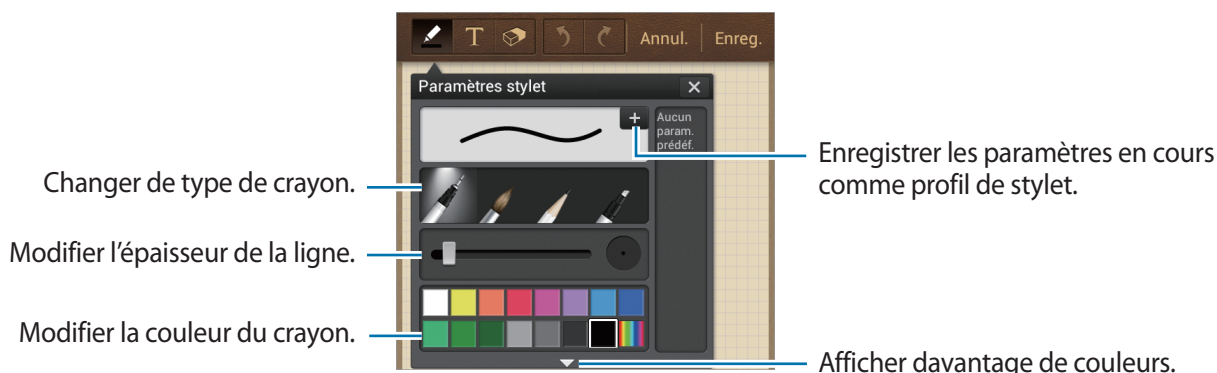 T Annul. Enreg.
Paramètres stylet
Aucun
param.
prédéf.
Enregistrer les paramètres en cours
comme profil de stylet.
Changer de type de crayon.
Modifier l'épaisseur de la ligne.
Modifier la couleur du crayon.
Afficher davantage de couleurs.